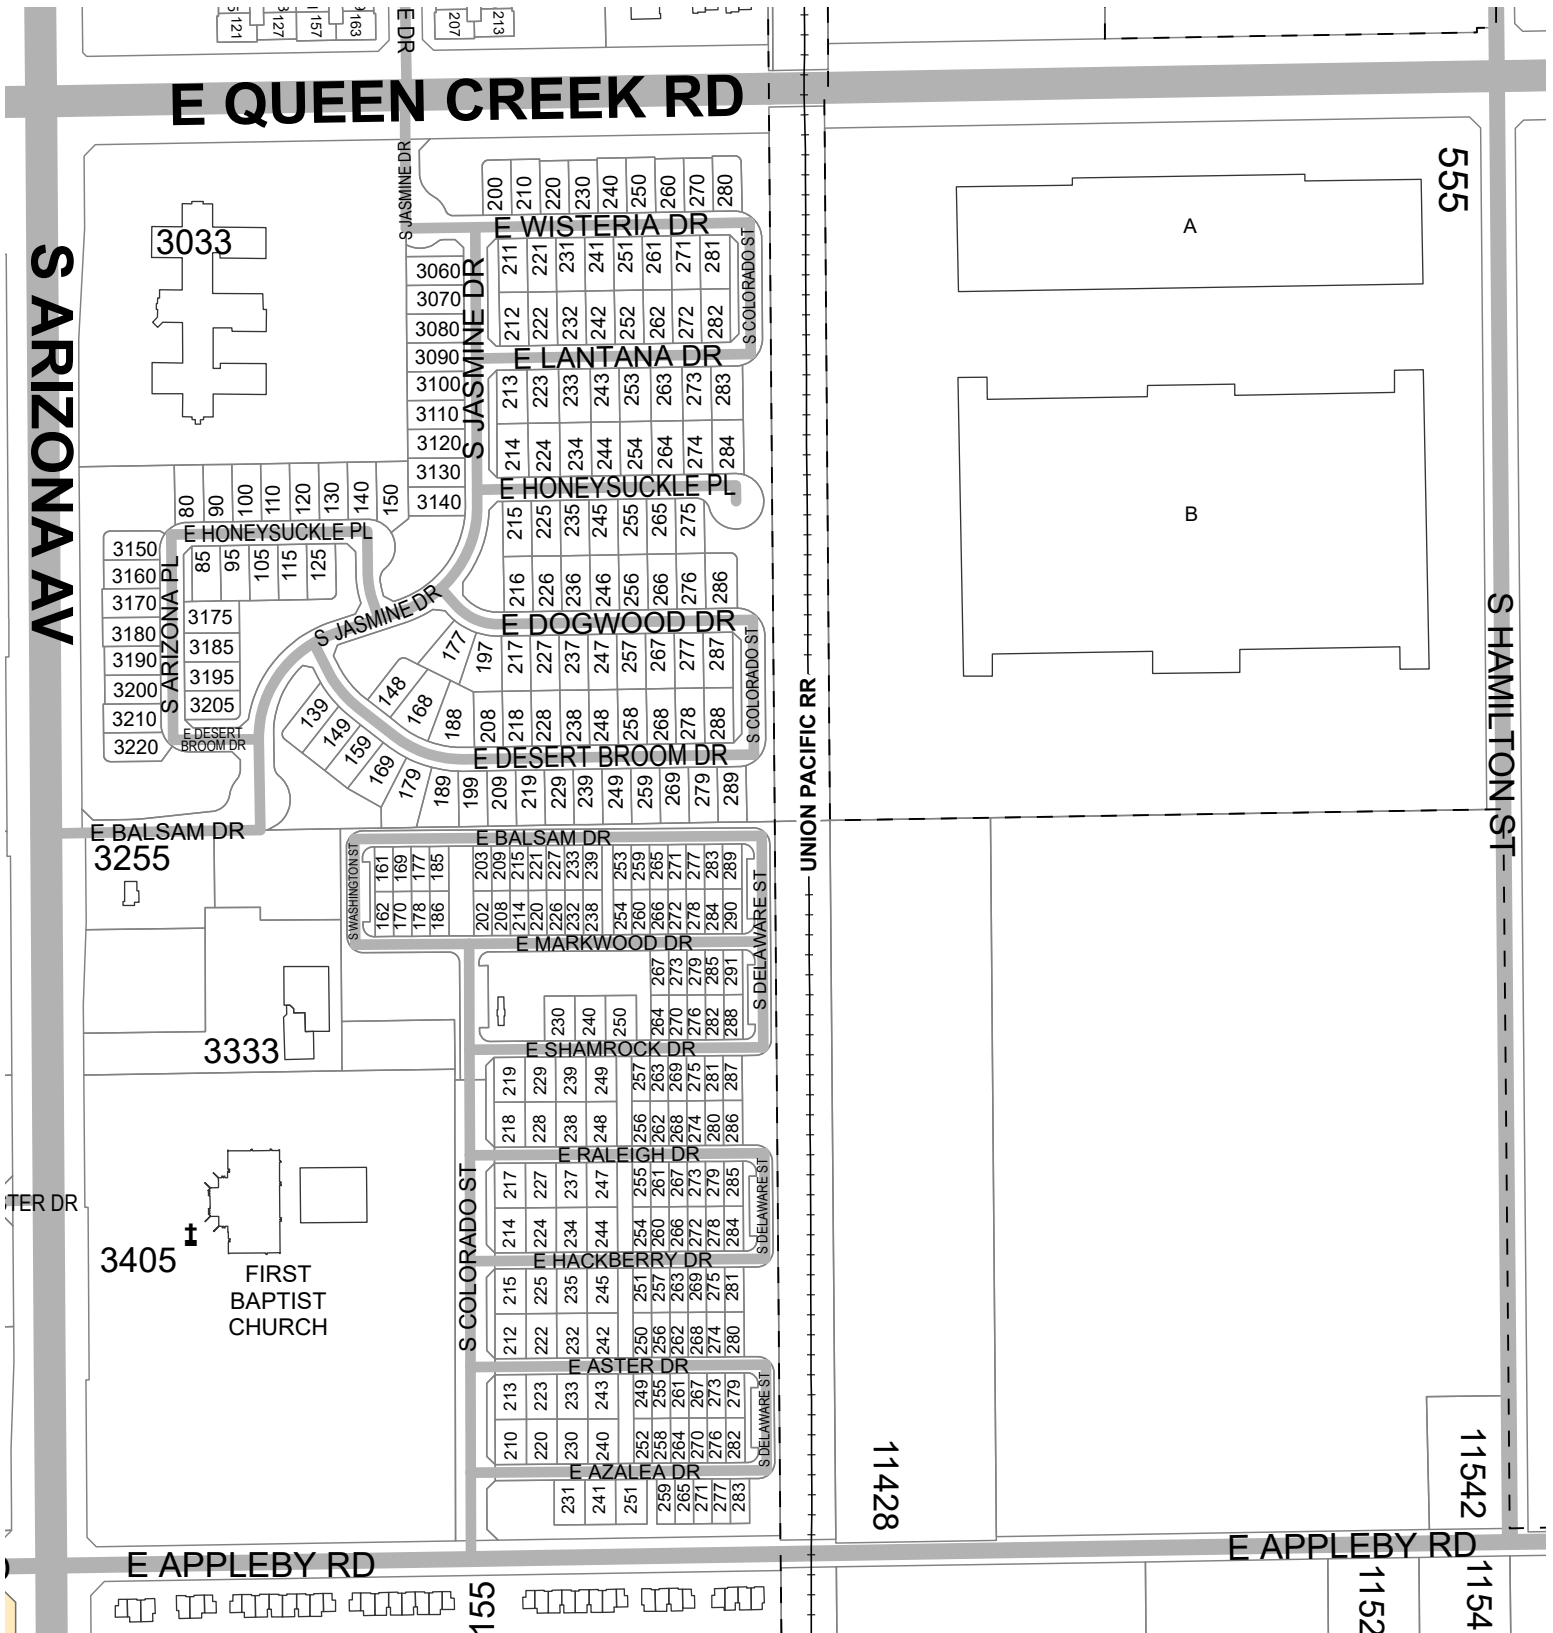 121
127
157
163
E DR
207
213
E QUEEN CREEK RD
S ARIZONA AV
3033
S JASMINE DR
200 210 220 230 240 250 260 270 280
E WISTERIA DR
211 221 231 241 251 261 271 281
S COLORADO ST
3060
3070
3080
3090
3100
3110
3120
3130
3140
S JASMINE DR
212 222 232 242 252 262 272 282
E LANTANA DR
213 223 233 243 253 263 273 283
214 224 234 244 254 264 274 284
E HONEYSUCKLE PL
215 225 235 245 255 265 275
216 226 236 246 256 266 276 286
E DOGWOOD DR
80 90 100 110 120 130 140 150
E HONEYSUCKLE PL
85 95 105 115 125
3150
3160
3170
3180
3190
3200
3210
3220
S ARIZONA PL
3175
3185
3195
3205
E DESERT
BROOM DR
S JASMINE DR
177 197 217 227 237 247 257 267 277 287
S COLORADO ST
148 168 188 208 218 228 238 248 258 268 278 288
E DESERT BROOM DR
139 149 159 169 179 189 199 209 219 229 239 249 259 269 279 289
E BALSAM DR
3255
E BALSAM DR
S WASHINGTON ST
161 169 177 185 203 209 215 221 227 233 239 253 259 265 271 277 283 289
162 170 178 186 202 208 214 220 226 232 238 254 260 266 272 278 284 290
E MARKWOOD DR
S DELAWARE ST
267 273 279 285 291
230 240 250 264 270 276 282 288
E SHAMROCK DR
3333
219 229 239 249 257 263 269 275 281 287
218 228 238 248 256 262 268 274 280 286
E RALEIGH DR
217 227 237 247 255 261 267 273 279 285
S DELAWARE ST
214 224 234 244 254 260 266 272 278 284
E HACKBERRY DR
S COLORADO ST
215 225 235 245 251 257 263 269 275 281
212 222 232 242 250 256 262 268 274 280
E ASTER DR
213 223 233 243 249 255 261 267 273 279
S DELAWARE ST
210 220 230 240 252 258 264 270 276 282
E AZALEA DR
231 241 251 259 265 271 277 283
TER DR
3405
FIRST
BAPTIST
CHURCH
UNION PACIFIC RR
A
B
555
S HAMILTON ST
11428
11542
E APPLEBY RD
E APPLEBY RD
155
1152
1154